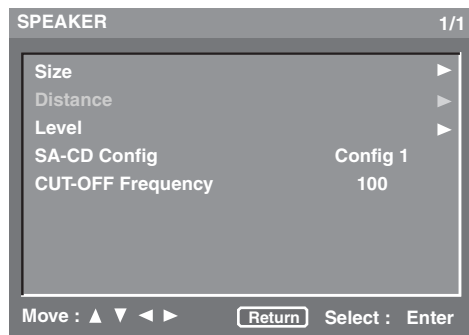 SPEAKER 1/1
Size ►
Distance ►
Level ►
SA-CD Config Config 1
CUT-OFF Frequency 100
Move : ▲ ▼ ◄ ► Return Select : Enter